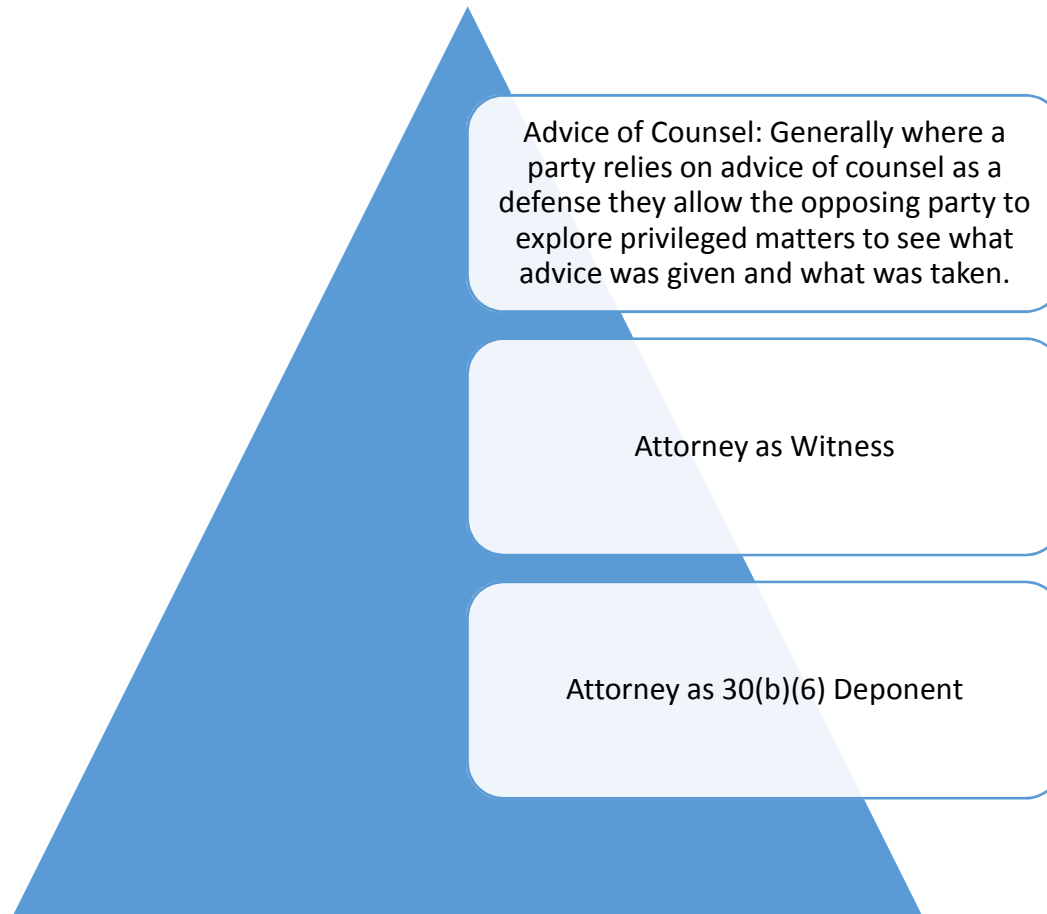 Advice of Counsel: Generally where a
party relies on advice of counsel as a
defense they allow the opposing party to
explore privileged matters to see what
advice was given and what was taken.
Attorney as Witness
Attorney as 30(b)(6) Deponent